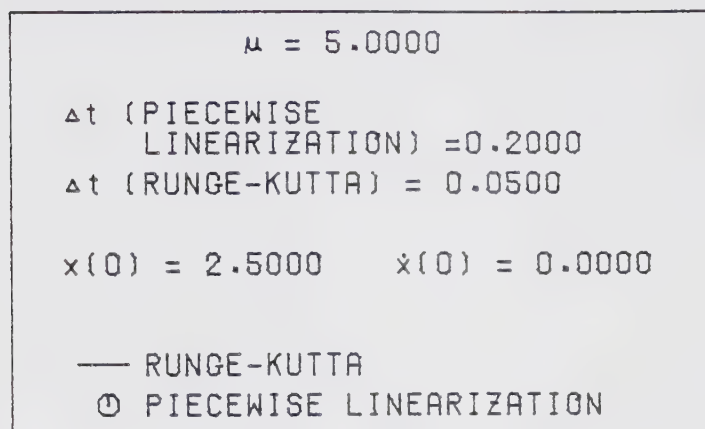 μ = 5.0000
Δt (PIECEWISE
LINEARIZATION) =0.2000
Δt (RUNGE-KUTTA) = 0.0500
x(0) = 2.5000 ẋ(0) = 0.0000
— RUNGE-KUTTA
PIECEWISE LINEARIZATION